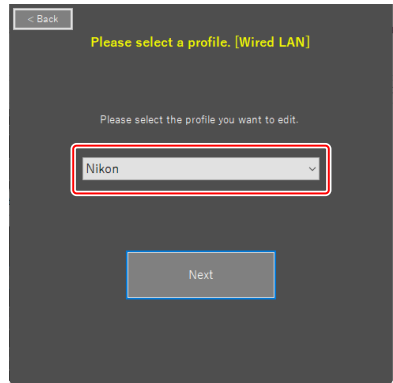 < Back
Please select a profile. [Wired LAN]
Please select the profile you want to edit.
Nikon
Next